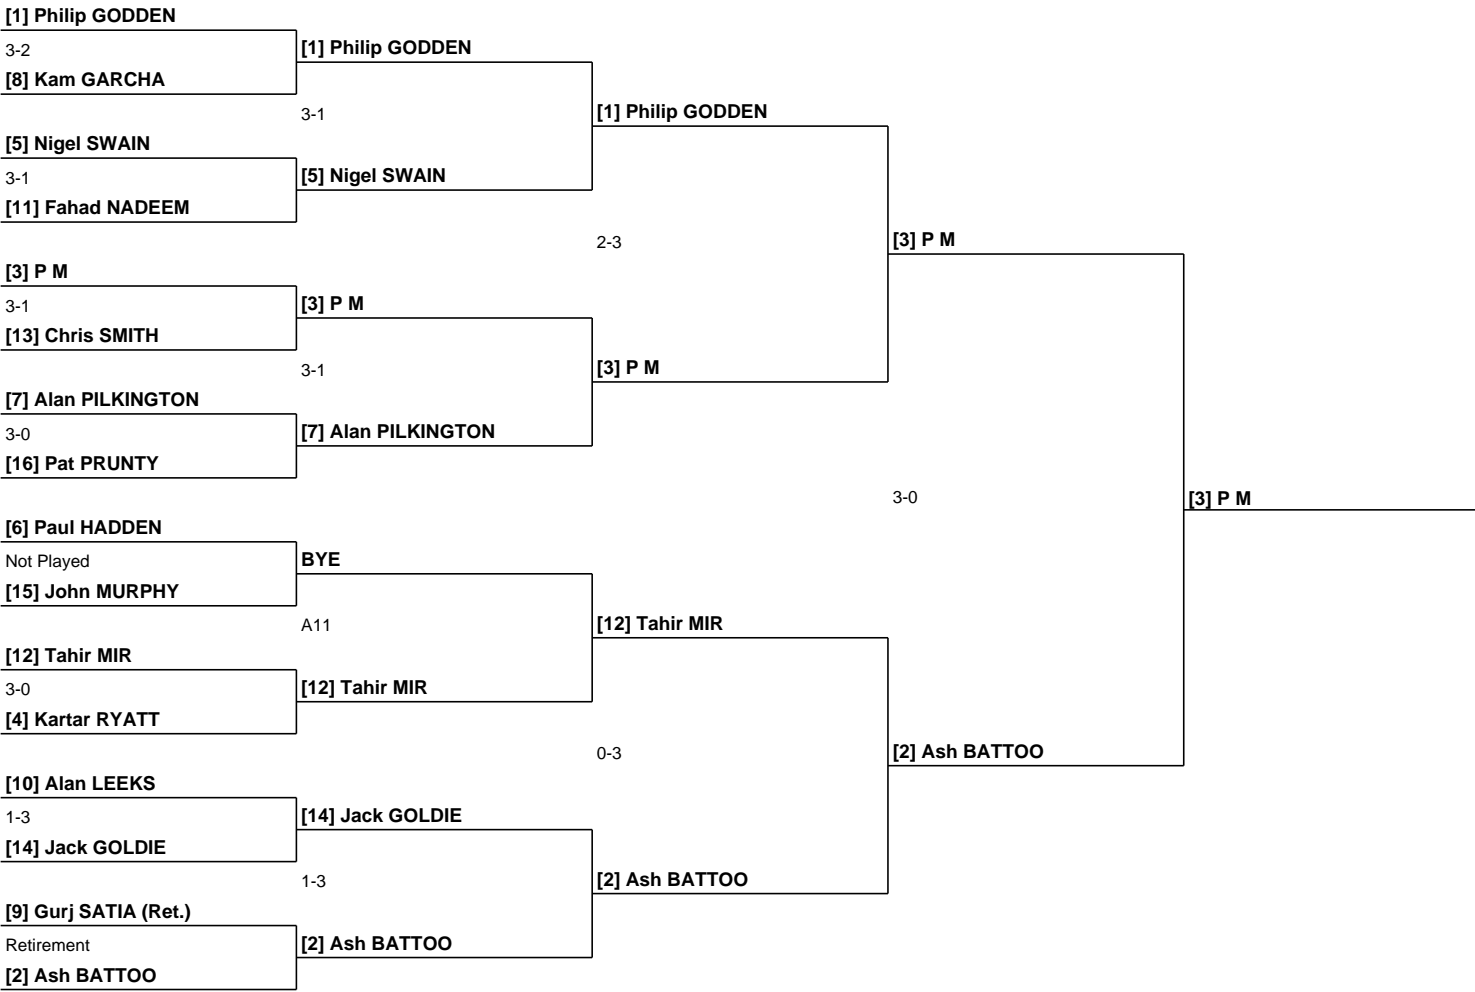 [1] Philip GODDEN
3-2
[8] Kam GARCHA
[5] Nigel SWAIN
3-1
[11] Fahad NADEEM
[3] P M
3-1
[13] Chris SMITH
[7] Alan PILKINGTON
3-0
[16] Pat PRUNTY
[6] Paul HADDEN
Not Played
[15] John MURPHY
[12] Tahir MIR
3-0
[4] Kartar RYATT
[10] Alan LEEKS
1-3
[14] Jack GOLDIE
[9] Gurj SATIA (Ret.)
Retirement
[2] Ash BATTOO
[1] Philip GODDEN
3-1
[5] Nigel SWAIN
[3] P M
3-1
[7] Alan PILKINGTON
BYE
A11
[12] Tahir MIR
[14] Jack GOLDIE
1-3
[2] Ash BATTOO
[1] Philip GODDEN
2-3
[3] P M
[12] Tahir MIR
0-3
[2] Ash BATTOO
[3] P M
3-0
[2] Ash BATTOO
[3] P M